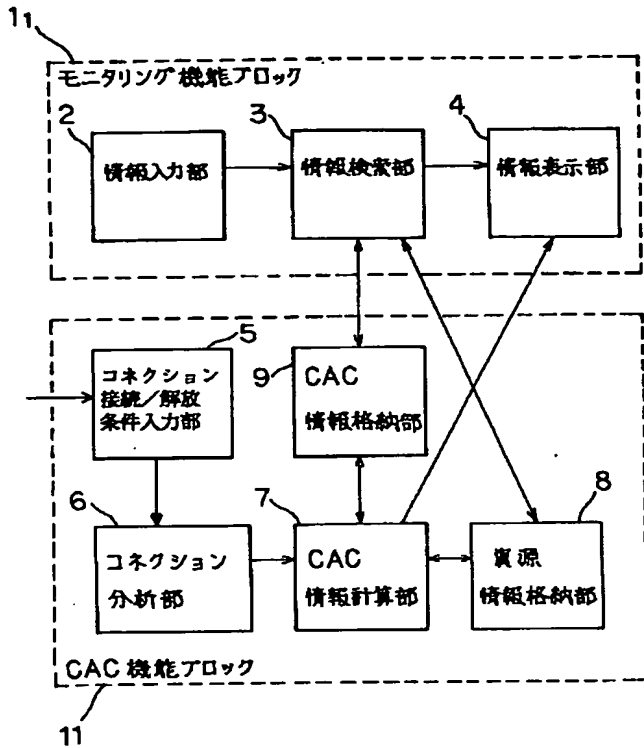 11
モニタリング機能ブロック
2
情報入力部
3
情報検索部
4
情報表示部
5
コネクション
接続/解放
条件入力部
9
CAC
情報格納部
6
コネクション
分析部
7
CAC
情報計算部
8
資源
情報格納部
CAC機能ブロック
11